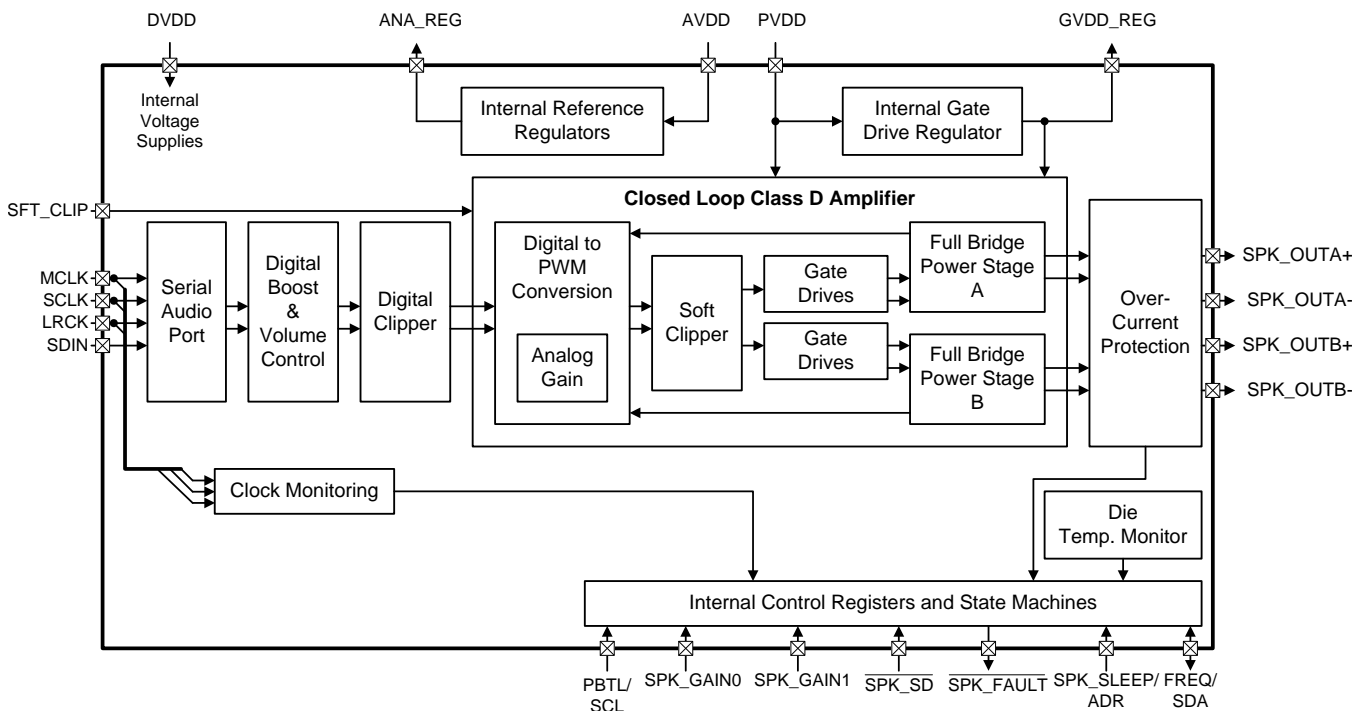 DVDD
ANA_REG
AVDD
PVDD
GVDD_REG
Internal
Voltage
Supplies
Internal Reference
Regulators
Internal Gate
Drive Regulator
SFT_CLIP
MCLK
SCLK
LRCK
SDIN
Serial
Audio
Port
Digital
Boost
&
Volume
Control
Digital
Clipper
Closed Loop Class D Amplifier
Digital to
PWM
Conversion
Analog
Gain
Soft
Clipper
Gate
Drives
Gate
Drives
Full Bridge
Power Stage
A
Full Bridge
Power Stage
B
Over-
Current
Protection
SPK_OUTA+
SPK_OUTA-
SPK_OUTB+
SPK_OUTB-
Clock Monitoring
Die
Temp. Monitor
Internal Control Registers and State Machines
PBTL/
SCL
SPK_GAIN0
SPK_GAIN1
SPK_SD
SPK_FAULT
SPK_SLEEP/
ADR
FREQ/
SDA